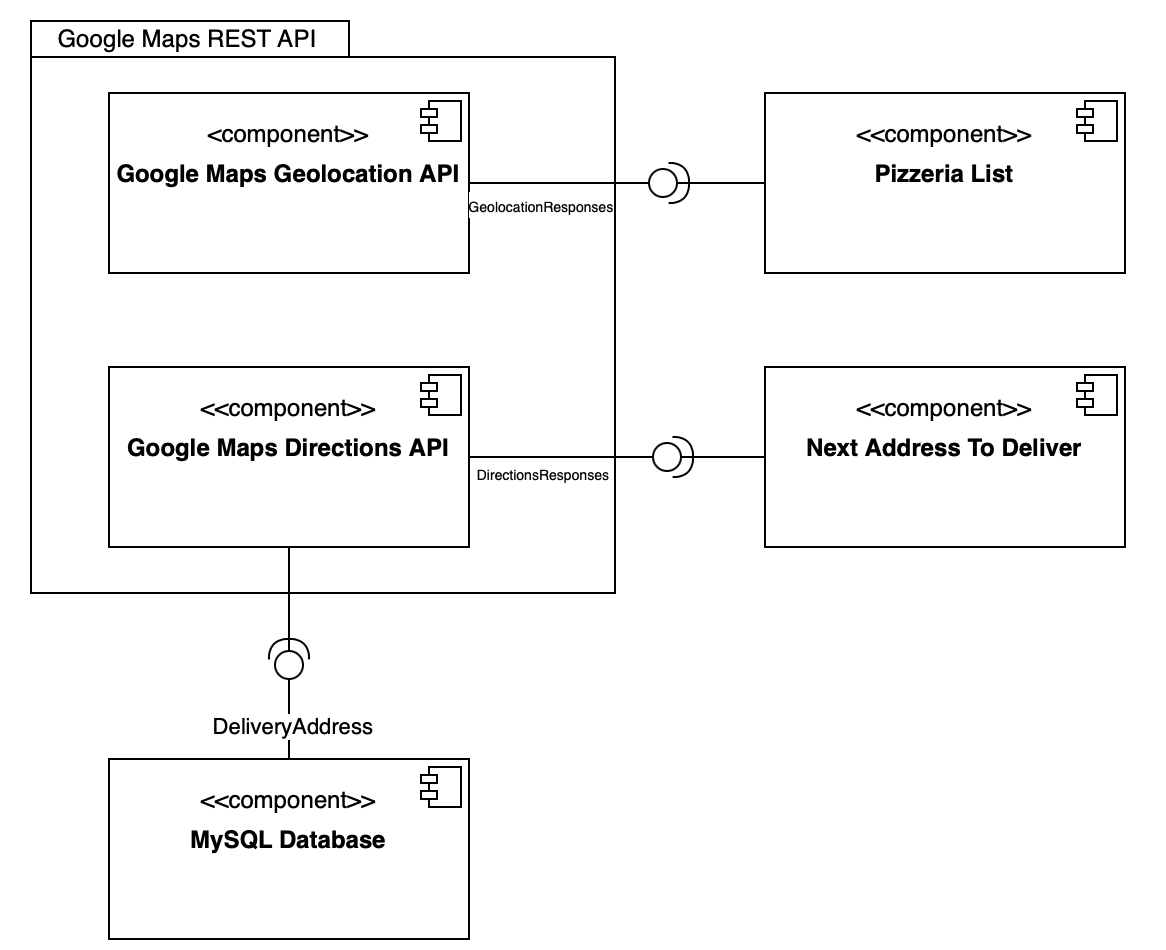 Google Maps REST API
<component>>
Google Maps Geolocation API
GeolocationResponses
<<component>>
Pizzeria List
<<component>>
Google Maps Directions API
DirectionsResponses
<<component>>
Next Address To Deliver
DeliveryAddress
<<component>>
MySQL Database